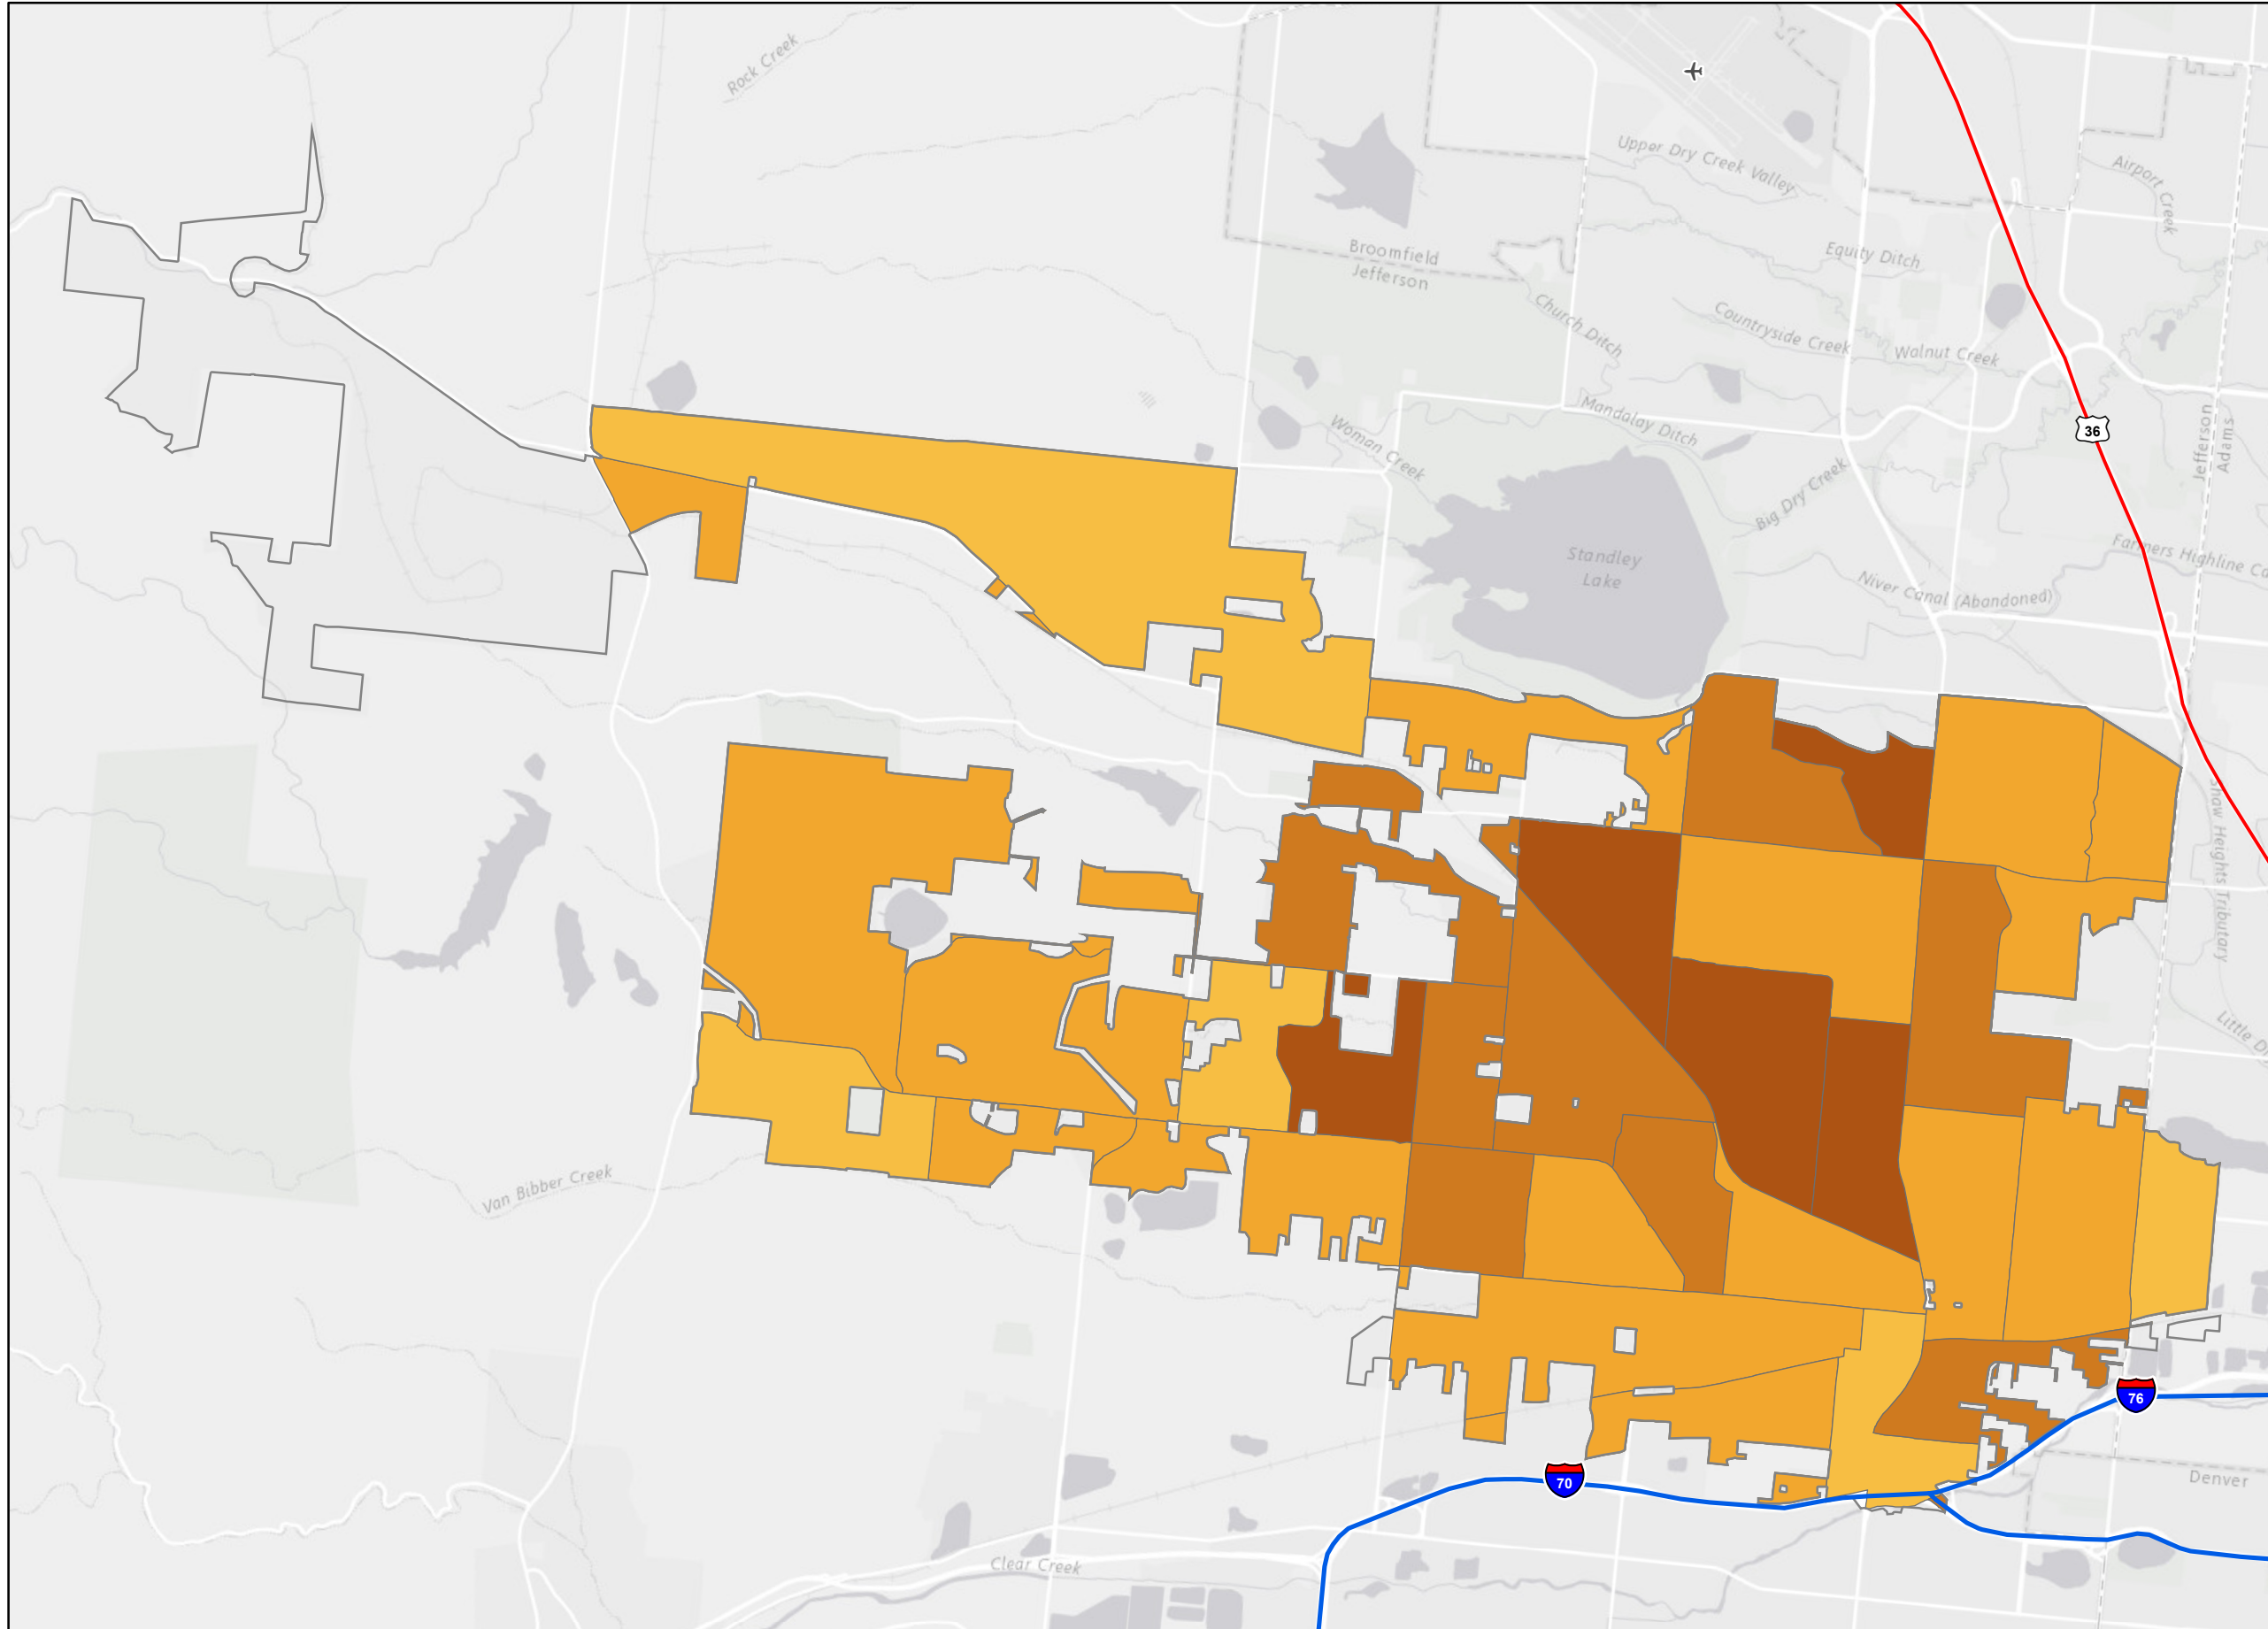 Rock Creek
Upper Dry Creek Valley
Airport Creek
Broomfield
Jefferson
Equity Ditch
Church Ditch
Countryside Creek
Walnut Creek
Woman Creek
Mandalay Ditch
36
Jefferson
Adams
Big Dry Creek
Standley
Lake
Farmers Highline Ca
Niver Canal (Abandoned)
Shaw Heights Tributary
Little D
Van Bibber Creek
76
70
Denver
Clear Creek